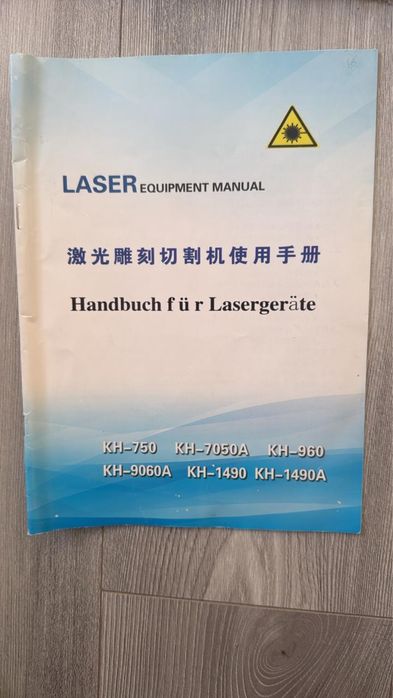 LASER EQUIPMENT MANUAL
激光雕刻切割机使用手册
Handbuch f ü r Lasergeräte
KH-750 KH-7050A KH-960
KH-9060A KH-1490 KH-1490A